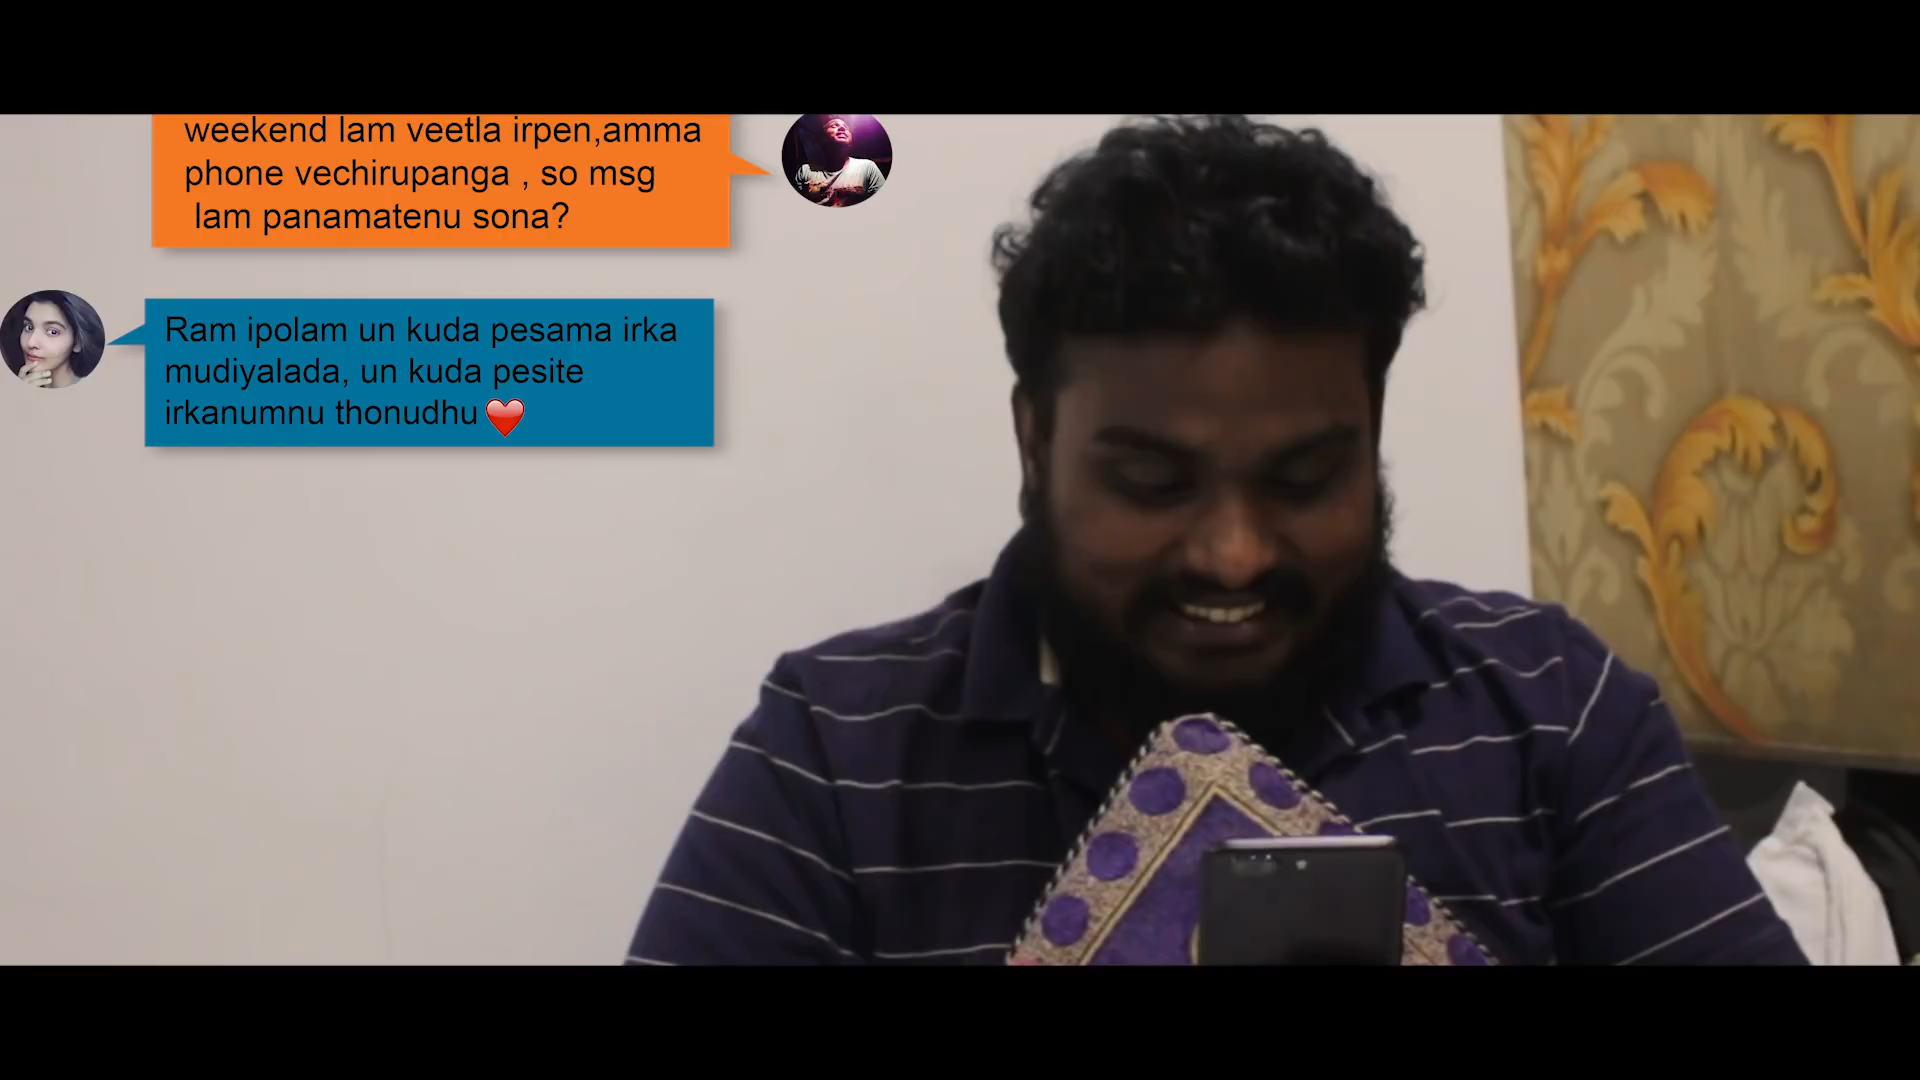 weekend lam veetla irpen,amma
phone vechirupanga , so msg
lam panamatenu sona?
Ram ipolam un kuda pesama irka
mudiyalada, un kuda pesite
irkanumnu thonudhu❤️